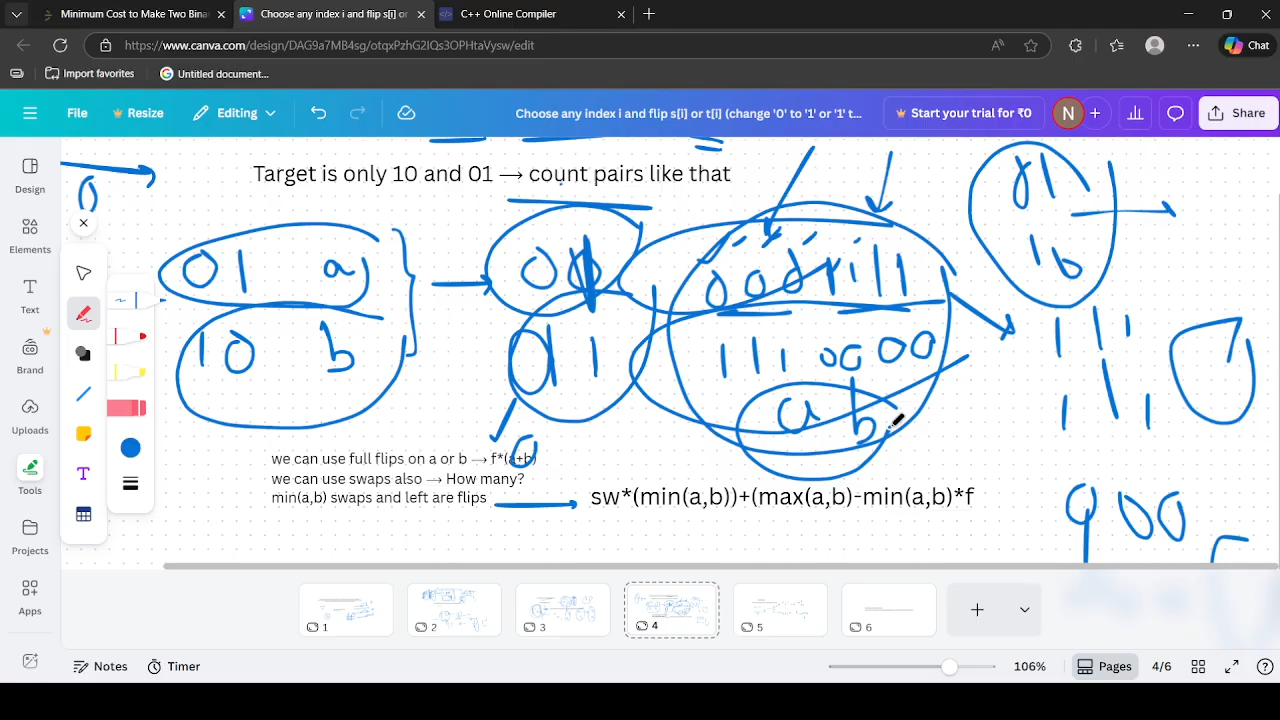 Minimum Cost to Make Two Bina
Choose any index i and flip s[i] or
C++ Online Compiler
https://www.canva.com/design/DAG9a7MB4sg/otqxPzhG2IQs3OPHtaVysw/edit
Chat
Import favorites
Untitled document...
File
Resize
Editing
Choose any index i and flip s[i] or t[i] (change '0' to '1' or '1' t...
Start your trial for ₹0
N
Share
Design
Elements
Text
Brand
Uploads
Tools
Projects
Apps
Target is only 10 and 01 → count pairs like that
0
01 a
10 b
111 0000
a b
we can use full flips on a or b → f*(a+b)
we can use swaps also → How many?
min(a,b) swaps and left are flips
sw*(min(a,b))+(max(a,b)-min(a,b)*f
0
1
2
3
4
5
6
Notes
Timer
106%
Pages
4/6